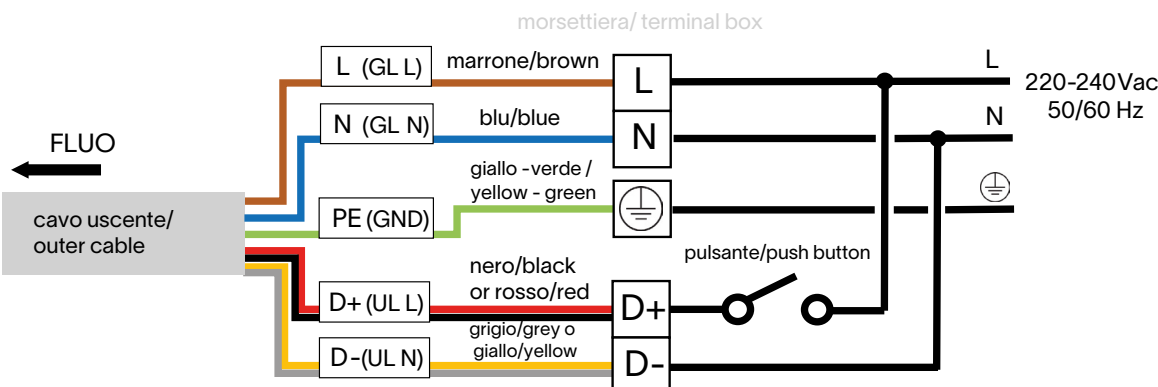 morsettiera/ terminal box
L (GL L)
marrone/brown
L
L
220-240Vac
50/60 Hz
N (GL N)
blu/blue
N
N
FLUO
giallo -verde /
yellow - green
cavo uscente/
outer cable
PE (GND)
pulsante/push button
nero/black
or rosso/red
D+ (UL L)
D+
grigio/grey o
giallo/yellow
D-(UL N)
D-